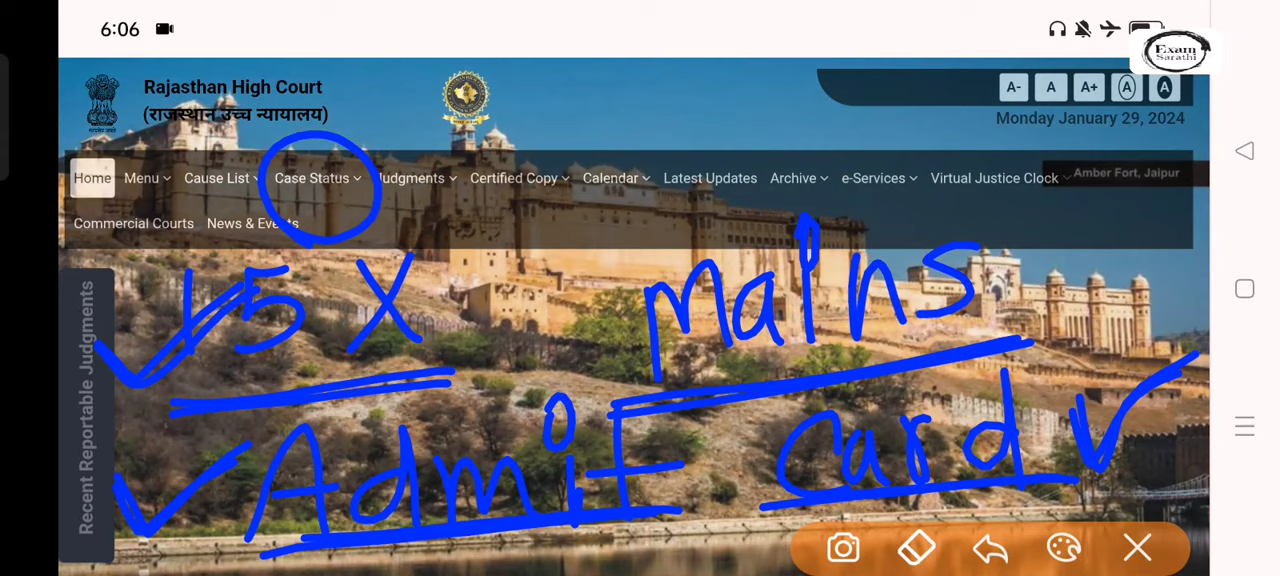 6:06
Exam
Sarathi
Rajasthan High Court
(राजस्थान उच्च न्यायालय)
A- A A+ A A
Monday January 29, 2024
Home Menu Cause List Case Status Judgments Certified Copy Calendar Latest Updates Archive e-Services Virtual Justice Clock
Amber Fort, Jaipur
Commercial Courts News & Events
Recent Reportable Judgments
15 X Mains
Admit Card